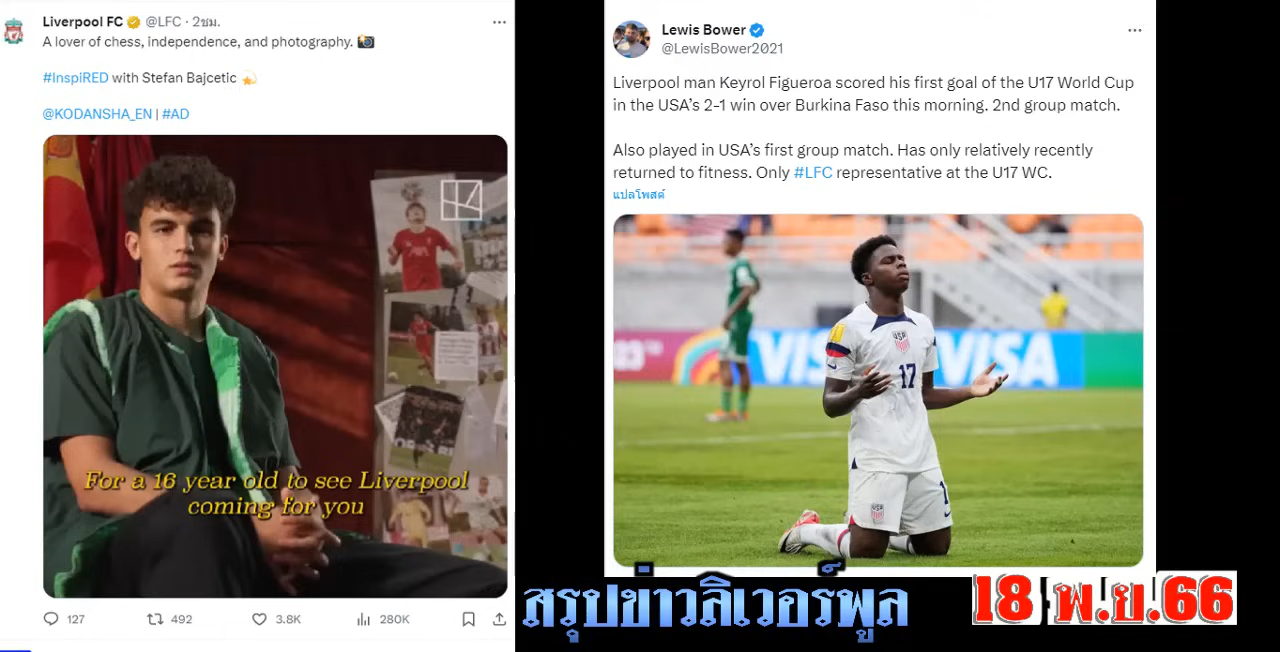 Liverpool FC @LFC · 2ชม.
A lover of chess, independence, and photography.
#InspiRED with Stefan Bajcetic
@KODANSHA_EN | #AD
For a 16 year old to see Liverpool
coming for you
127 492 3.8K 280K
Lewis Bower
@LewisBower2021
Liverpool man Keyrol Figueroa scored his first goal of the U17 World Cup
in the USA's 2-1 win over Burkina Faso this morning. 2nd group match.
Also played in USA's first group match. Has only relatively recently
returned to fitness. Only #LFC representative at the U17 WC.
แปลโพสต์
VISA
17
สรุปข่าวลิเวอร์พูล
18 พ.ย.66